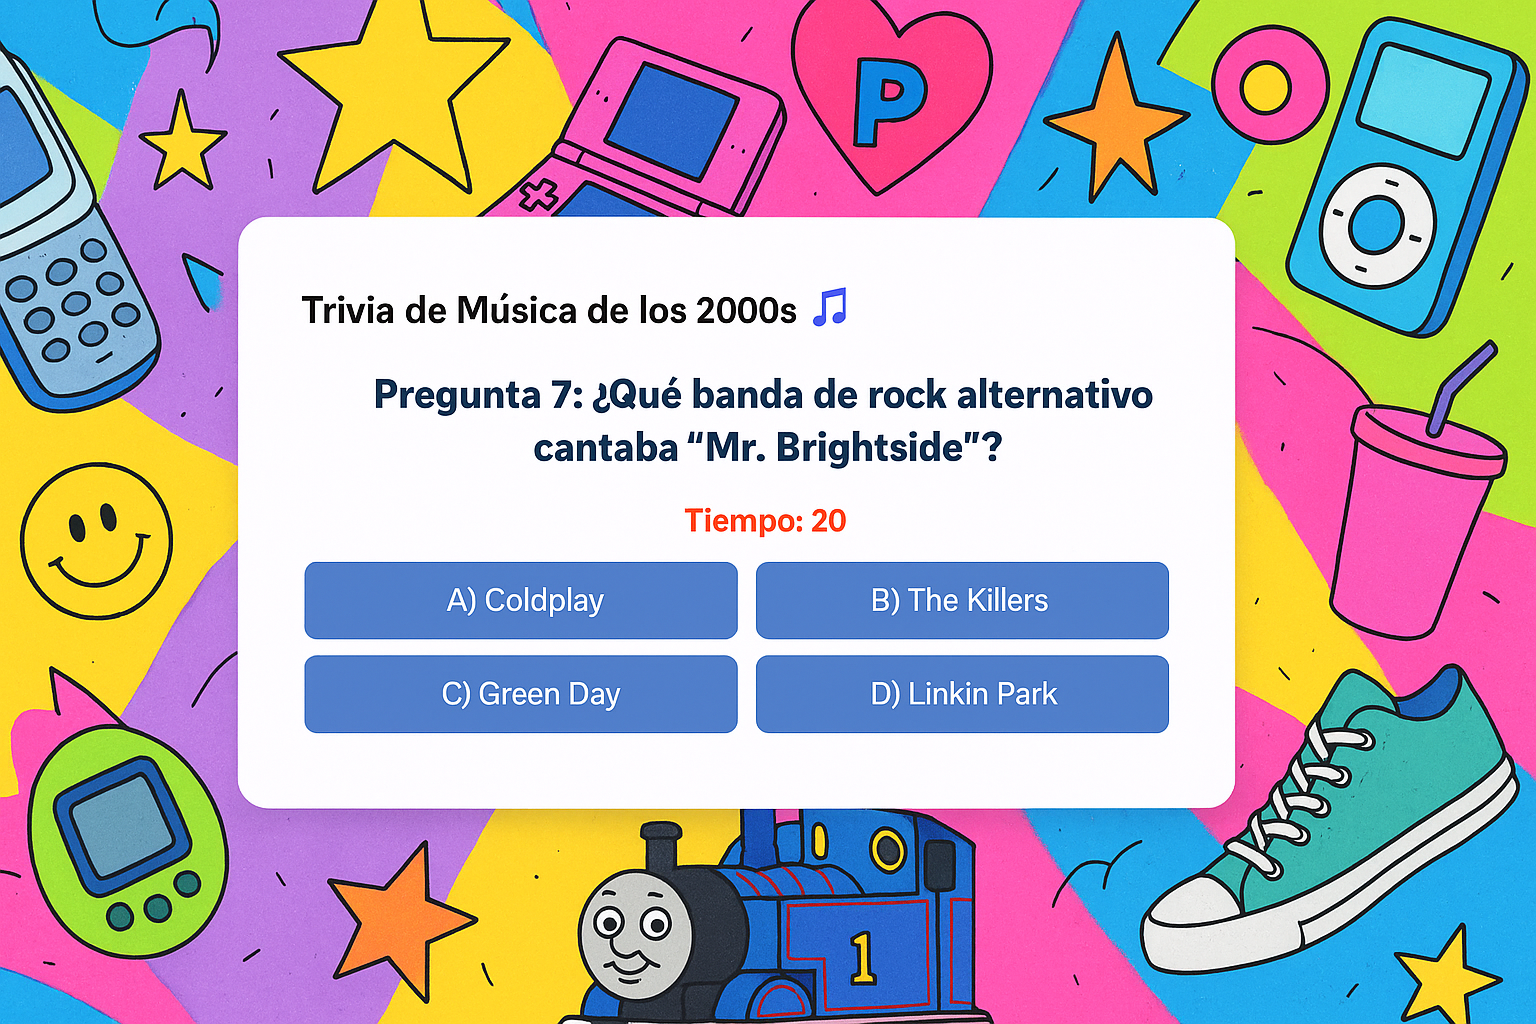 P
Trivia de Música de los 2000s
Pregunta 7: ¿Qué banda de rock alternativo
cantaba “Mr. Brightside”?
Tiempo: 20
A) Coldplay
B) The Killers
C) Green Day
D) Linkin Park
1